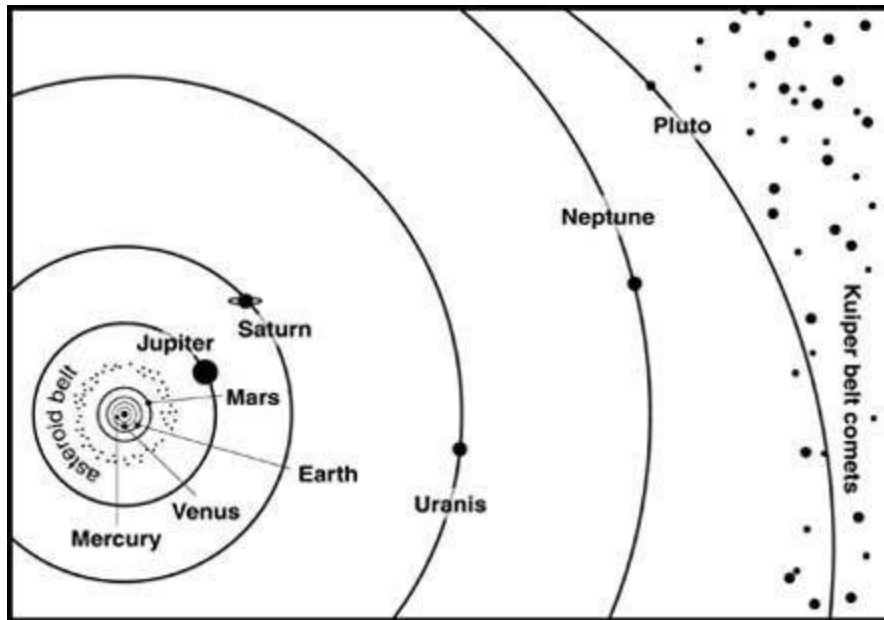 Pluto
Neptune
Saturn
Jupiter
Mars
asteroid belt
Earth
Uranis
Venus
Mercury
Kuiper belt comets